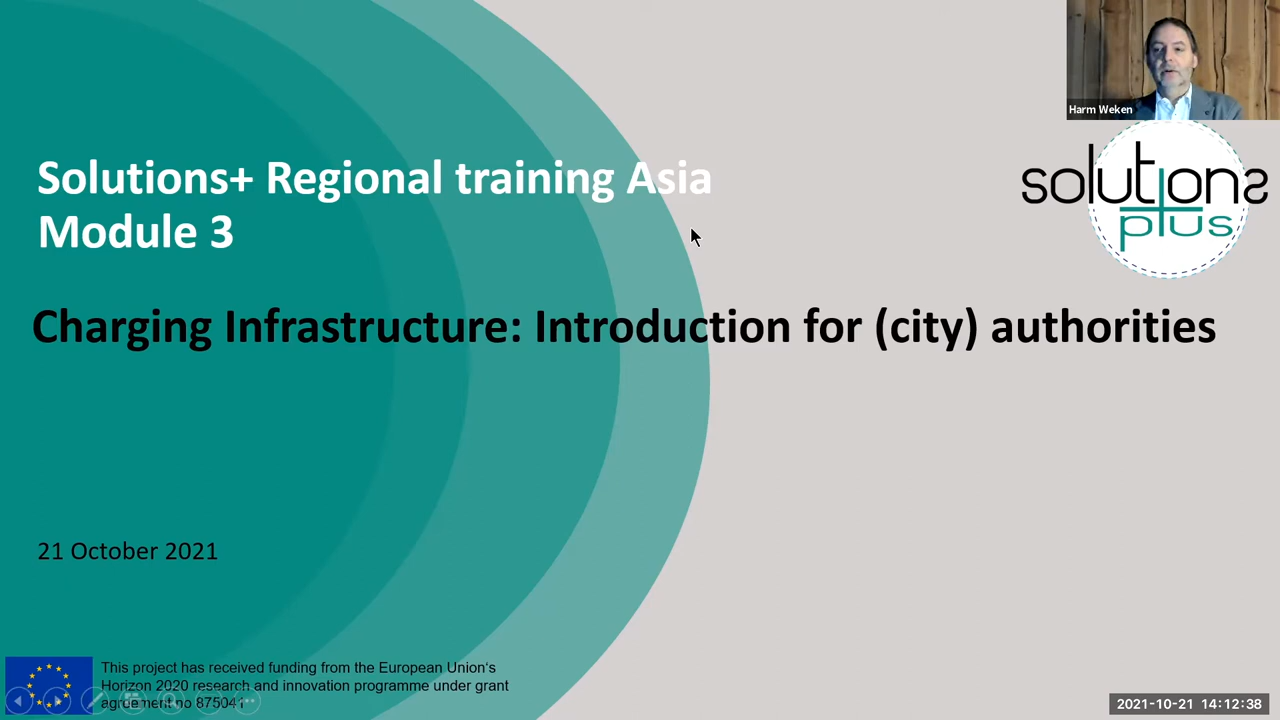 Harm Weken
solutions
plus
Solutions+ Regional training Asia
Module 3
Charging Infrastructure: Introduction for (city) authorities
21 October 2021
This project has received funding from the European Union‘s
Horizon 2020 research and innovation programme under grant
agreement no 875041
2021-10-21 14:12:38